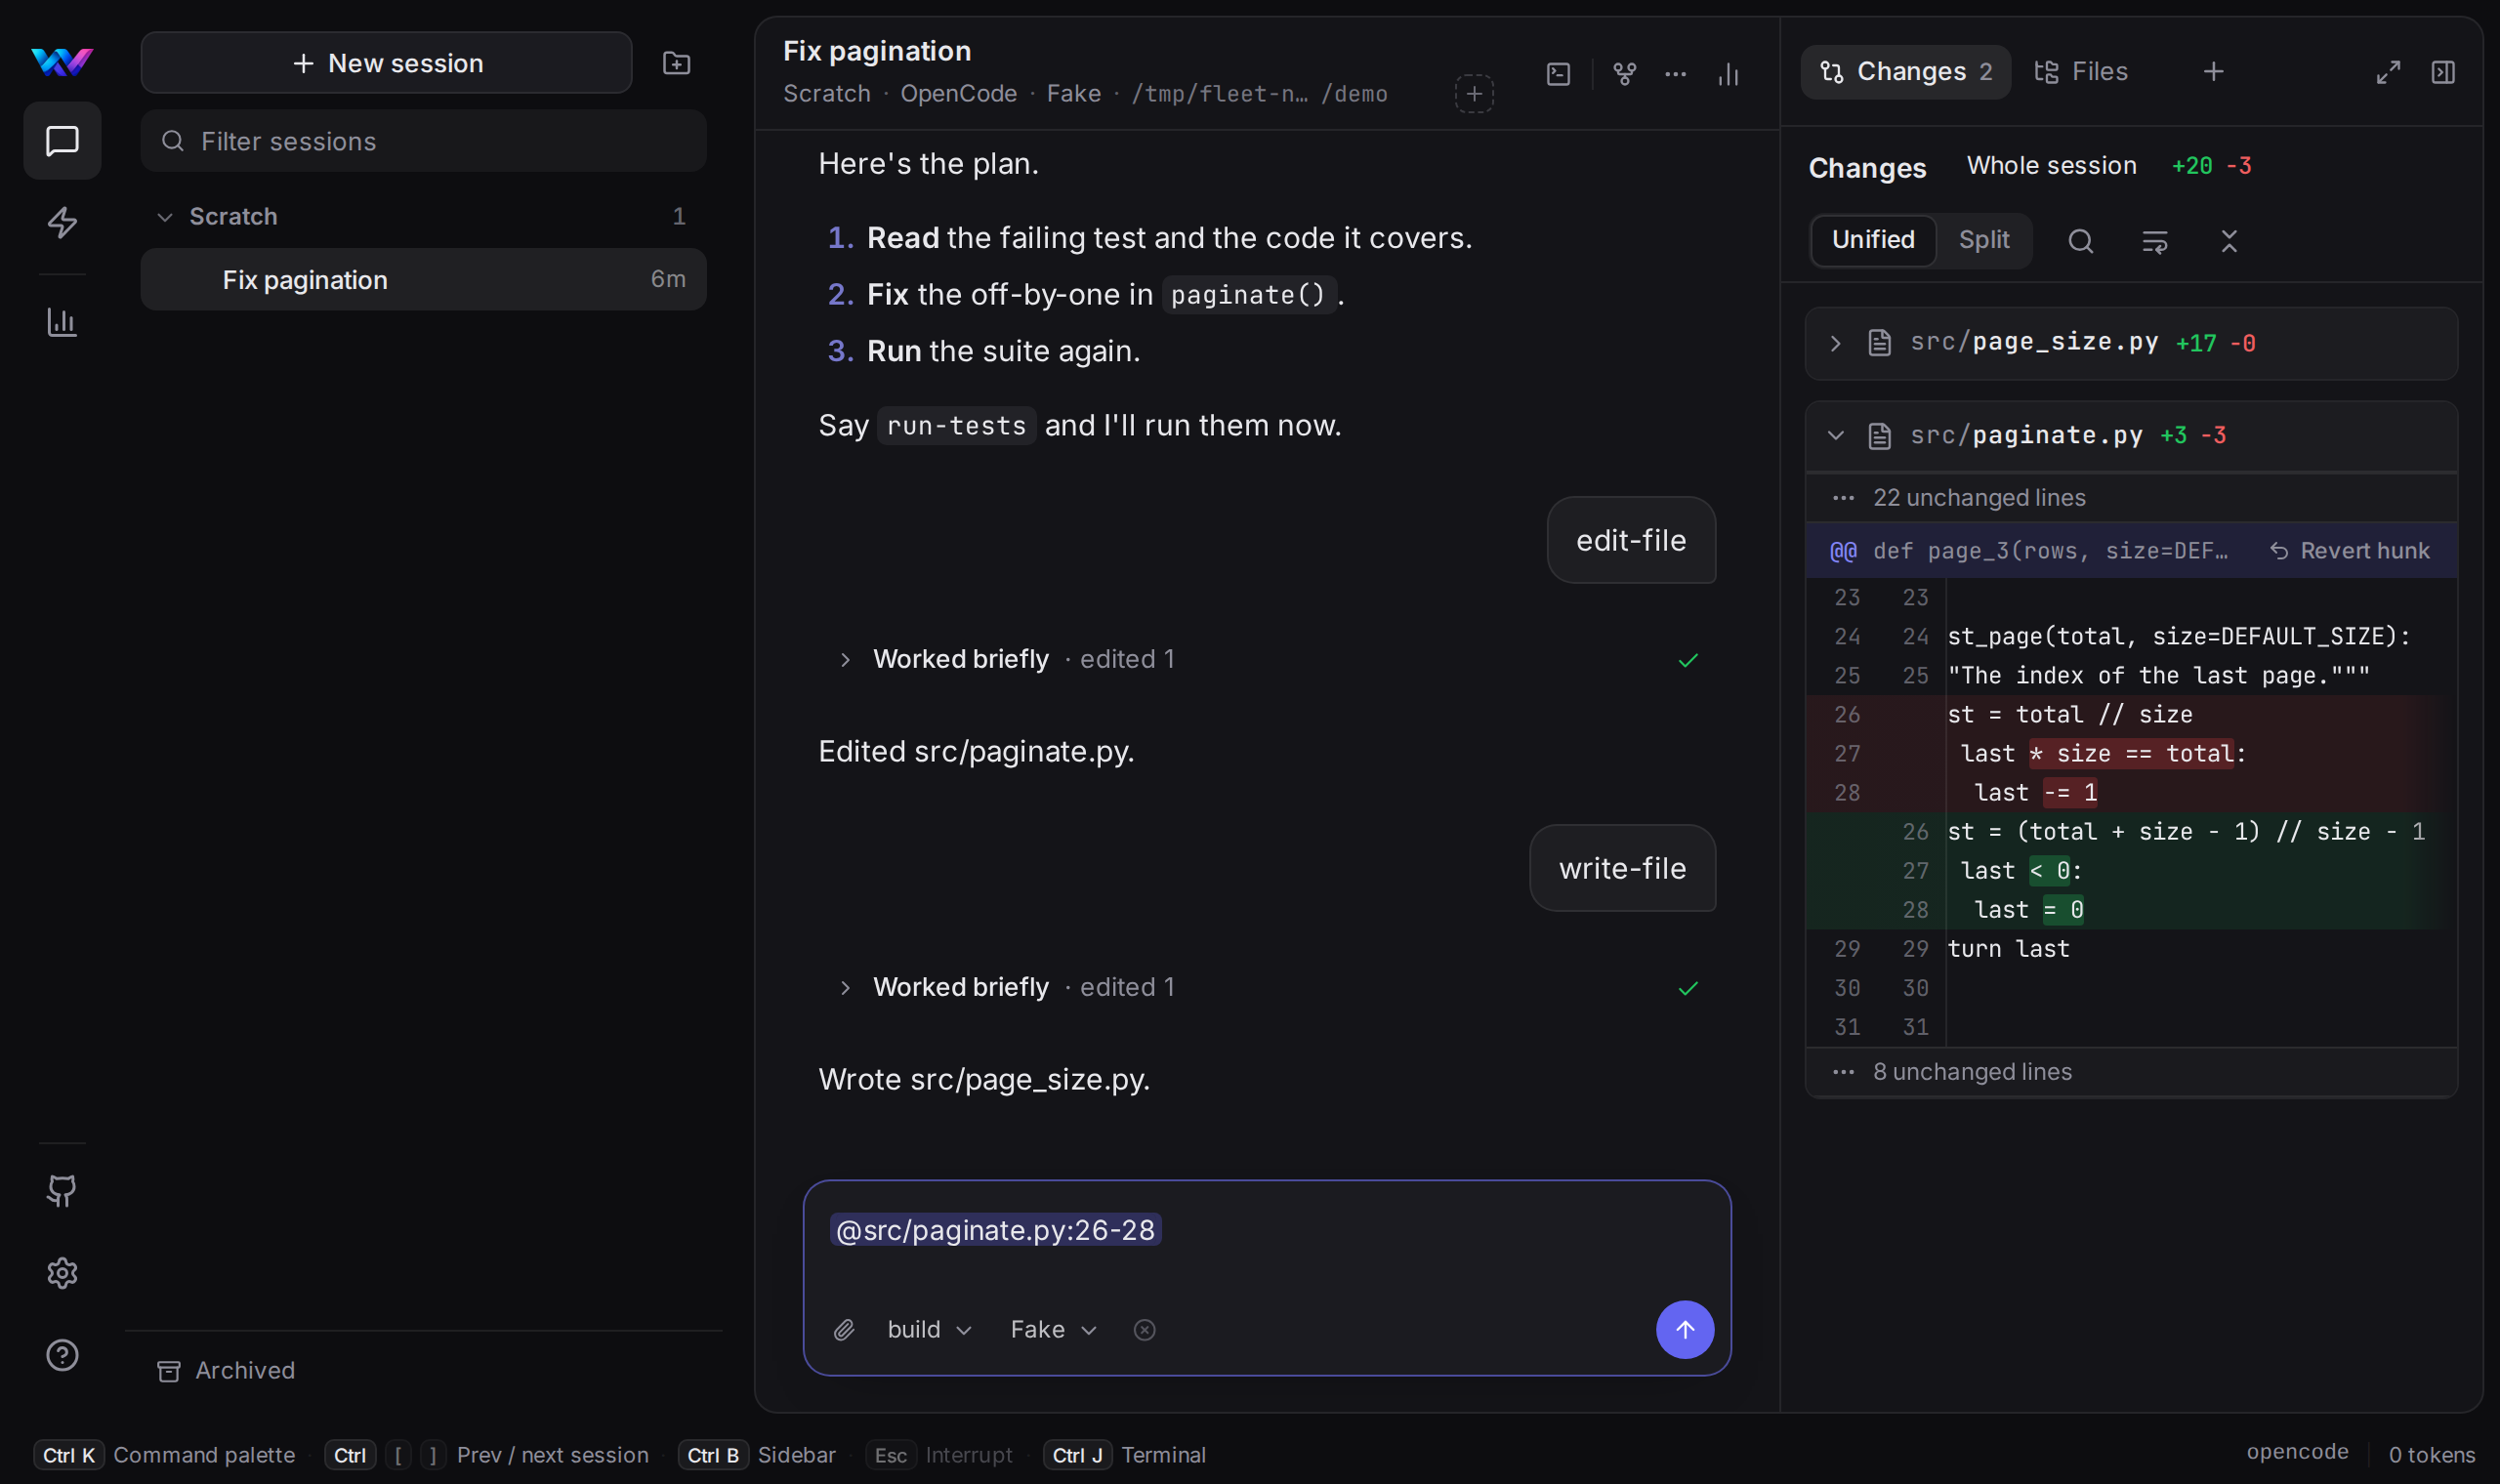 New session
Filter sessions
Scratch 1
Fix pagination 6m
Archived
Fix pagination
Scratch · OpenCode · Fake · /tmp/fleet-n… /demo
Here's the plan.
1. Read the failing test and the code it covers.
2. Fix the off-by-one in paginate().
3. Run the suite again.
Say run-tests and I'll run them now.
edit-file
Worked briefly · edited 1
Edited src/paginate.py.
write-file
Worked briefly · edited 1
Wrote src/page_size.py.
@src/paginate.py:26-28
build Fake
Changes 2 Files
Changes Whole session +20 -3
Unified Split
src/page_size.py +17 -0
src/paginate.py +3 -3
22 unchanged lines
@@ def page_3(rows, size=DEF… Revert hunk
23 23
24 24 st_page(total, size=DEFAULT_SIZE):
25 25 "The index of the last page."""
26 st = total // size
27 last * size == total:
28 last -= 1
26 st = (total + size - 1) // size - 1
27 last < 0:
28 last = 0
29 29 turn last
30 30
31 31
8 unchanged lines
Ctrl K Command palette · Ctrl [ ] Prev / next session · Ctrl B Sidebar · Esc Interrupt · Ctrl J Terminal
opencode 0 tokens